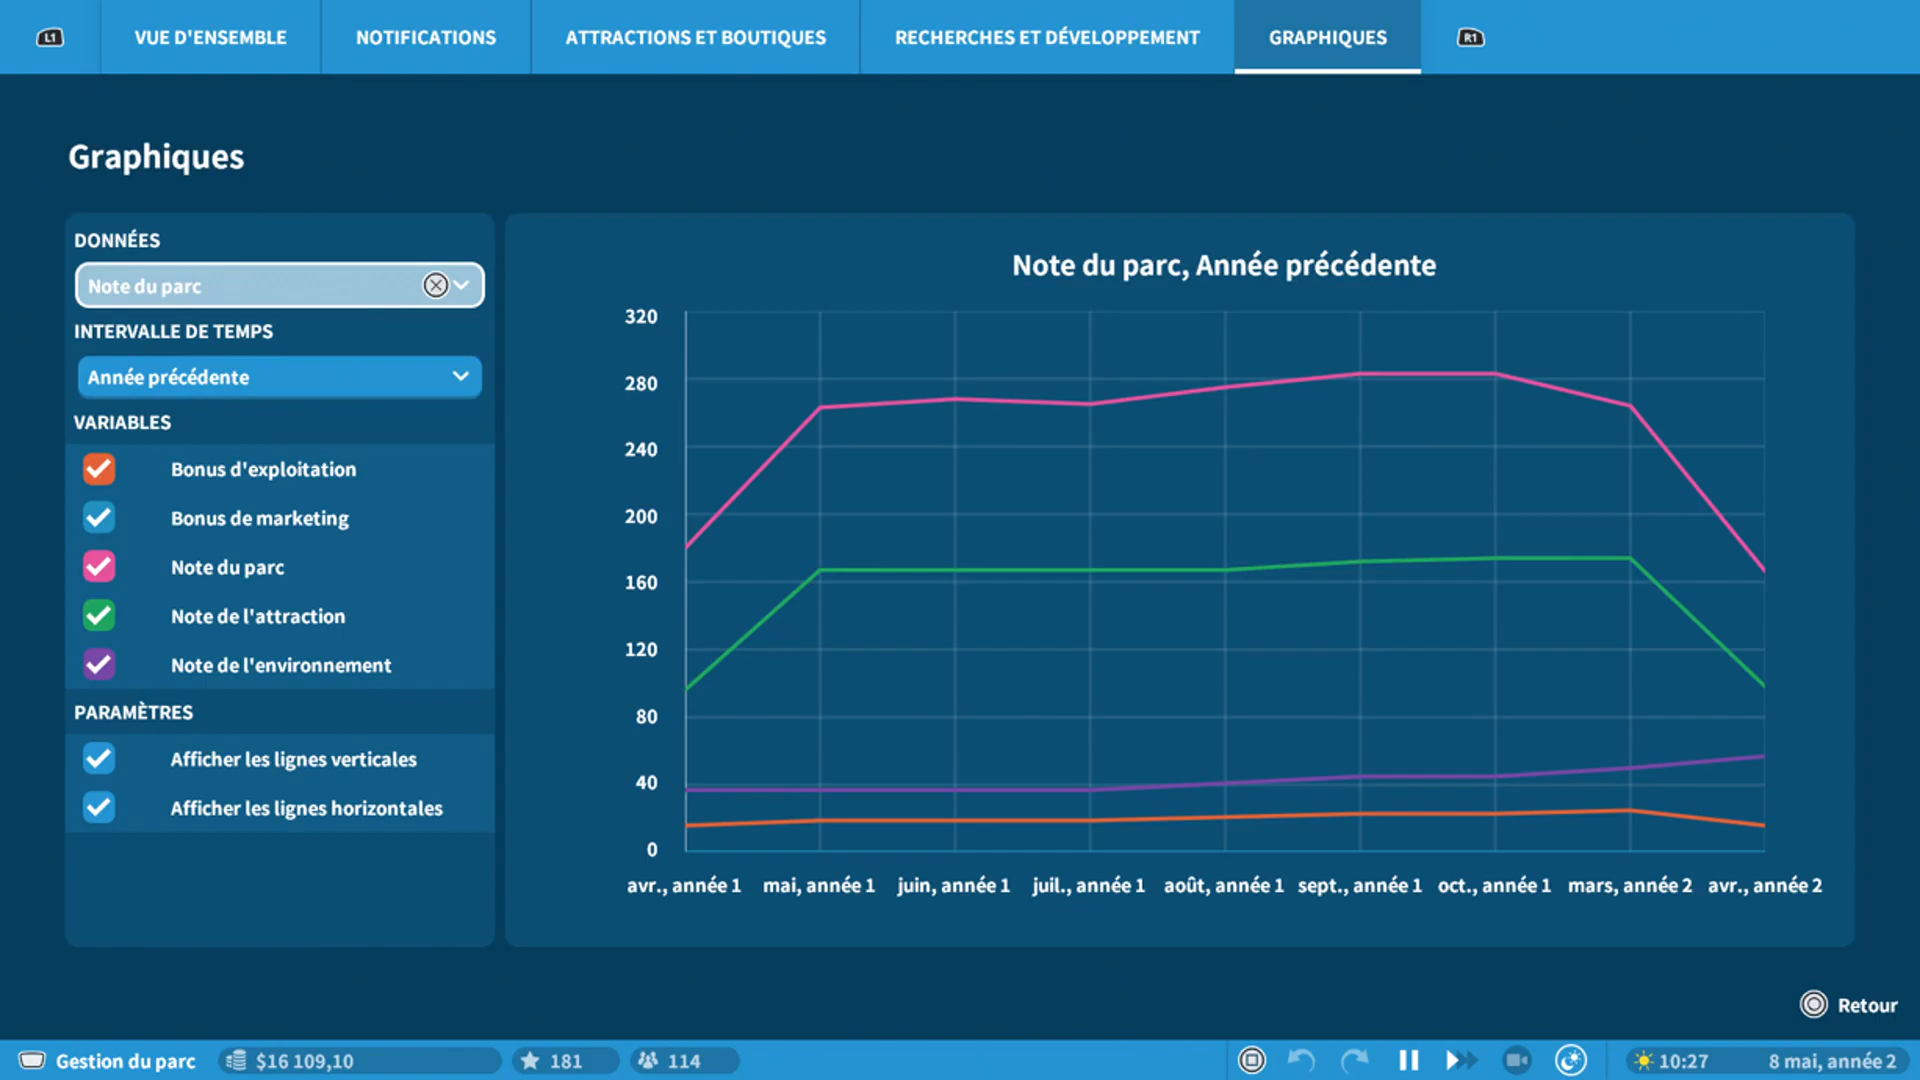 L1
VUE D'ENSEMBLE
NOTIFICATIONS
ATTRACTIONS ET BOUTIQUES
RECHERCHES ET DÉVELOPPEMENT
GRAPHIQUES
R1
Graphiques
DONNÉES
Note du parc
INTERVALLE DE TEMPS
Année précédente
VARIABLES
Bonus d'exploitation
Bonus de marketing
Note du parc
Note de l'attraction
Note de l'environnement
PARAMÈTRES
Afficher les lignes verticales
Afficher les lignes horizontales
Note du parc, Année précédente
320
280
240
200
160
120
80
40
0
avr., année 1
mai, année 1
juin, année 1
juil., année 1
août, année 1
sept., année 1
oct., année 1
mars, année 2
avr., année 2
Retour
Gestion du parc
$16 109,10
181
114
10:27
8 mai, année 2